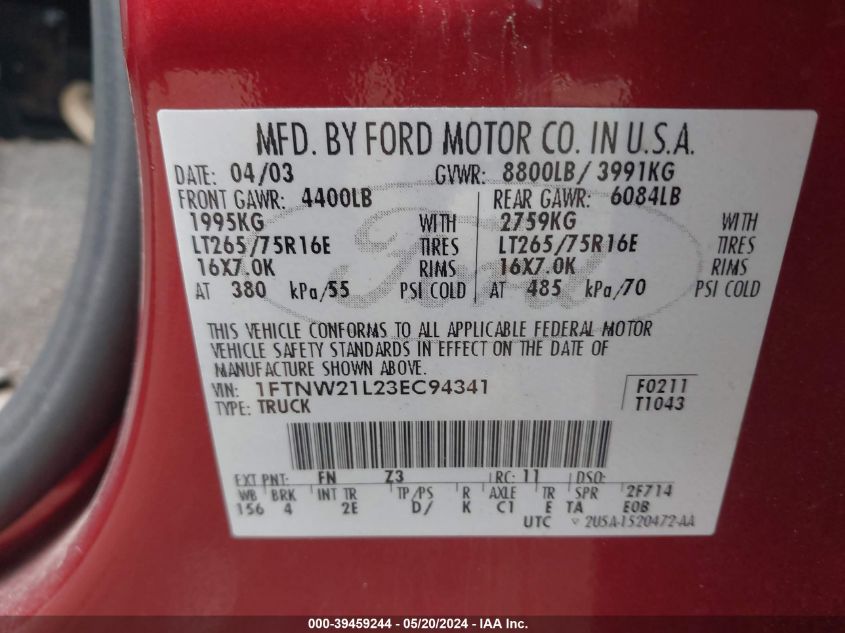 MFD. BY FORD MOTOR CO. IN U.S.A.
DATE: 04/03 GVWR: 8800LB/ 3991KG
FRONT GAWR: 4400LB REAR GAWR: 6084LB
1995KG WITH 2759KG WITH
LT265/75R16E TIRES LT265/75R16E TIRES
16X7.0K RIMS 16X7.0K RIMS
AT 380 kPa/55 PSI COLD AT 485 kPa/70 PSI COLD
Ford
THIS VEHICLE CONFORMS TO ALL APPLICABLE FEDERAL MOTOR
VEHICLE SAFETY STANDARDS IN EFFECT ON THE DATE OF
MANUFACTURE SHOWN ABOVE.
VIN: 1FTNW21L23EC94341 F0211
TYPE: TRUCK T1043
EXT PNT: FN Z3 RC: 11 DSO:
WB BRK INT TR TP/PS R AXLE TR SPR 2F714
156 4 2E D/ K C1 E TA E0B
UTC 2U5A-1520472-AA
000-39459244 - 05/20/2024 - IAA Inc.